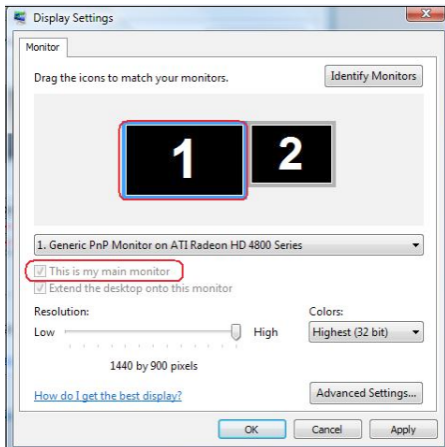 Display Settings
Monitor
Drag the icons to match your monitors.
Identify Monitors
1
2
1. Generic PnP Monitor on ATI Radeon HD 4800 Series
This is my main monitor
Extend the desktop onto this monitor
Resolution:
Colors:
Low
High
Highest (32 bit)
1440 by 900 pixels
How do I get the best display?
Advanced Settings...
OK
Cancel
Apply